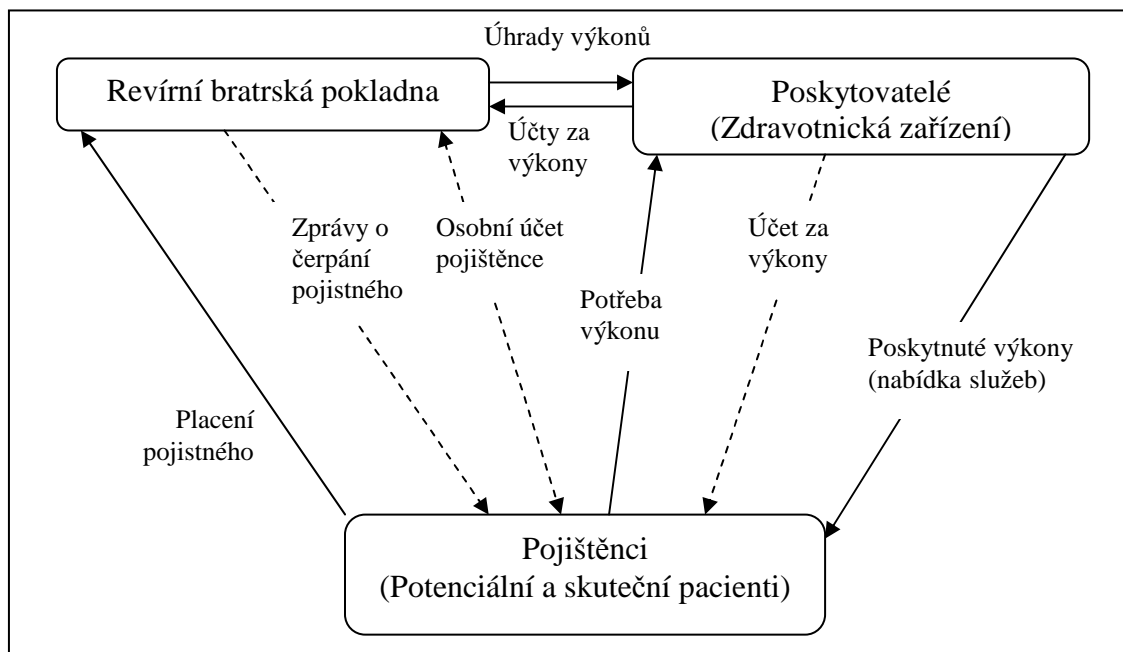 Úhrady výkonů
Revírní bratrská pokladna
Poskytovatelé
(Zdravotnická zařízení)
Účty za
výkony
Zprávy o
čerpání
pojistného
Osobní účet
pojištěnce
Účet za
výkony
Potřeba
výkonu
Poskytnuté výkony
(nabídka služeb)
Placení
pojistného
Pojištěnci
(Potenciální a skuteční pacienti)